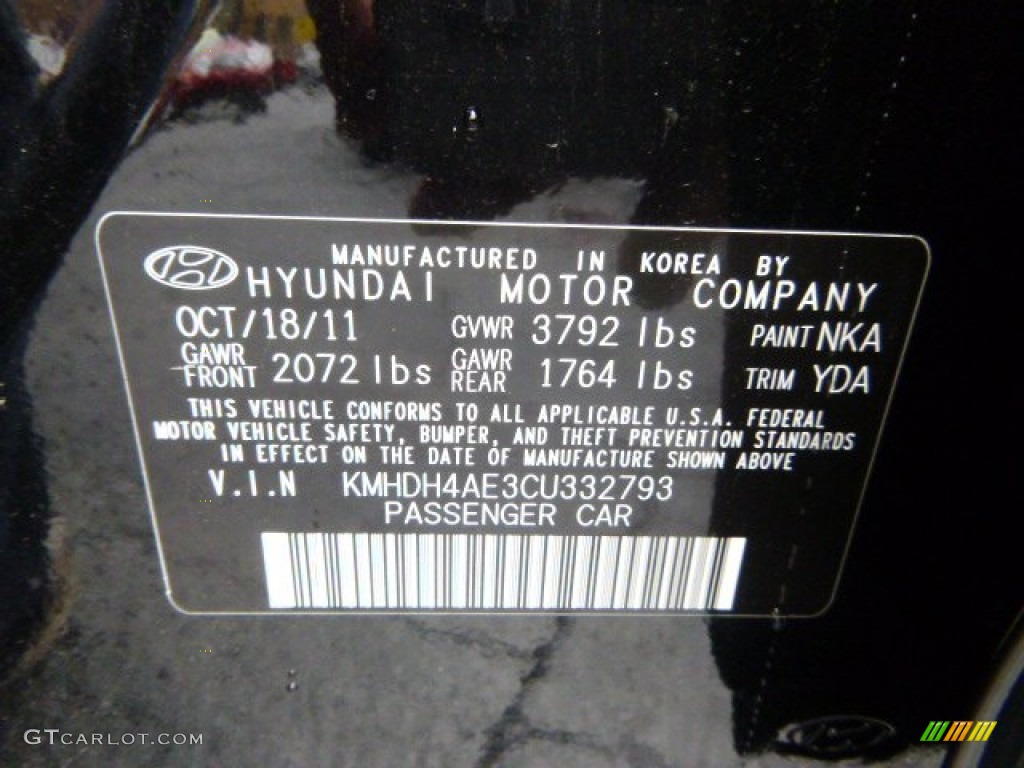 MANUFACTURED IN KOREA BY
HYUNDAI MOTOR COMPANY
OCT/18/11 GVWR 3792 lbs PAINT NKA
GAWR FRONT 2072 lbs GAWR REAR 1764 lbs TRIM YDA
THIS VEHICLE CONFORMS TO ALL APPLICABLE U.S.A. FEDERAL
MOTOR VEHICLE SAFETY, BUMPER, AND THEFT PREVENTION STANDARDS
IN EFFECT ON THE DATE OF MANUFACTURE SHOWN ABOVE
V.I.N KMHDH4AE3CU332793
PASSENGER CAR
GTCARLOT.COM